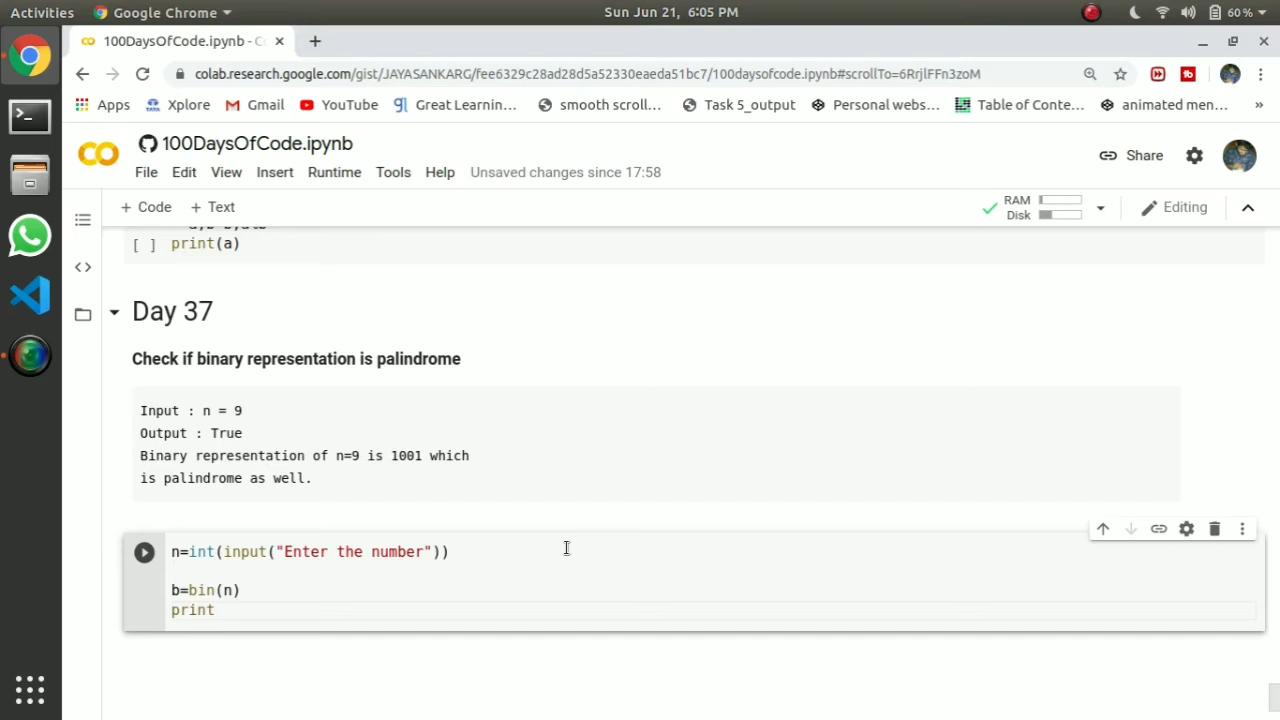 Activities Google Chrome Sun Jun 21, 6:05 PM 60%
100DaysOfCode.ipynb - C
colab.research.google.com/gist/JAYASANKARG/fee6329c28ad28d5a52330eaeda51bc7/100daysofcode.ipynb#scrollTo=6RrjlFFn3zoM
Apps Xplore Gmail YouTube Great Learnin... smooth scroll... Task 5_output Personal webs... Table of Conte... animated men... »
100DaysOfCode.ipynb
Share
File Edit View Insert Runtime Tools Help Unsaved changes since 17:58
+ Code + Text RAM Disk Editing
[ ] print(a)
Day 37
Check if binary representation is palindrome
Input : n = 9
Output : True
Binary representation of n=9 is 1001 which
is palindrome as well.
n=int(input("Enter the number"))
b=bin(n)
print